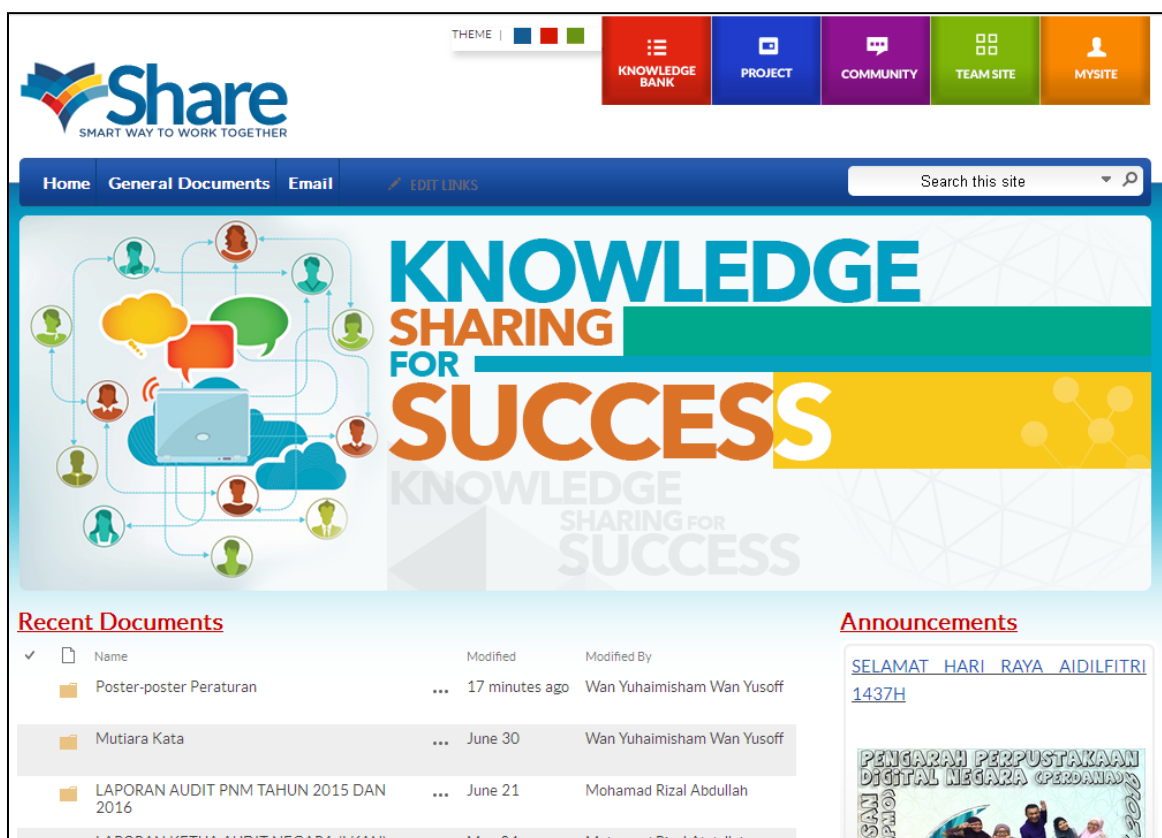 THEME |
KNOWLEDGE
BANK
PROJECT
COMMUNITY
TEAM SITE
MYSITE
Share
SMART WAY TO WORK TOGETHER
Home General Documents Email EDIT LINKS
Search this site
KNOWLEDGE
SHARING
FOR
SUCCESS
KNOWLEDGE
SHARING FOR
SUCCESS
Recent Documents
Name Modified Modified By
Poster-poster Peraturan ... 17 minutes ago Wan Yuhaimisham Wan Yusoff
Mutiara Kata ... June 30 Wan Yuhaimisham Wan Yusoff
LAPORAN AUDIT PNM TAHUN 2015 DAN ... June 21 Mohamad Rizal Abdullah
2016
Announcements
SELAMAT HARI RAYA AIDILFITRI
1437H
PENGARAH PERPUSTAKAAN
DIGITAL NEGARA (PERDANA)